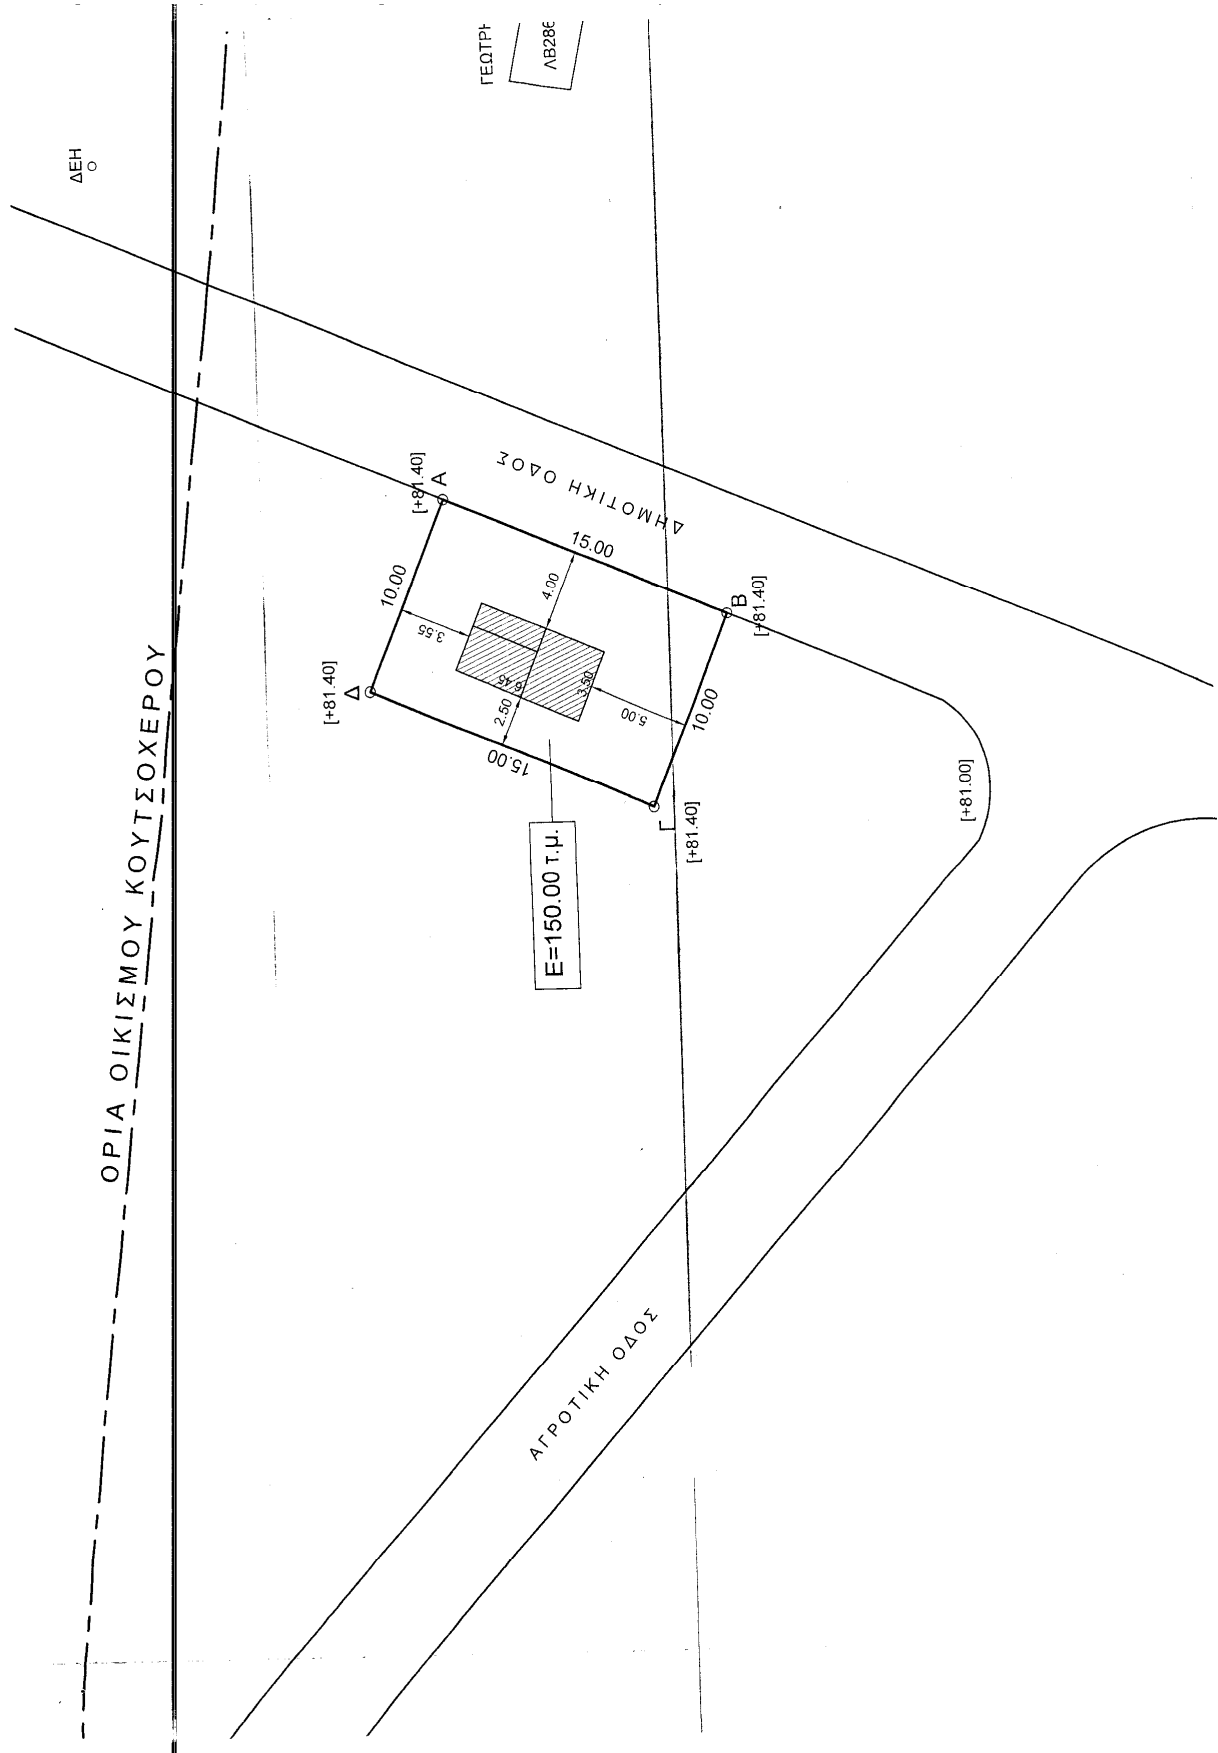 ΓΕΩΤΡΗ
ΛΒ286
ΔΕΗ
ΟΡΙΑ ΟΙΚΙΣΜΟΥ ΚΟΥΤΣΟΧΕΡΟΥ
ΔΗΜΟΤΙΚΗ ΟΔΟΣ
[+81.40]
Α
10.00
15.00
4.00
3.55
[+81.40]
Δ
6.45
2.50
3.50
5.00
15.00
10.00
Β
[+81.40]
Γ
[+81.40]
Ε=150.00 τ.μ.
[+81.00]
ΑΓΡΟΤΙΚΗ ΟΔΟΣ